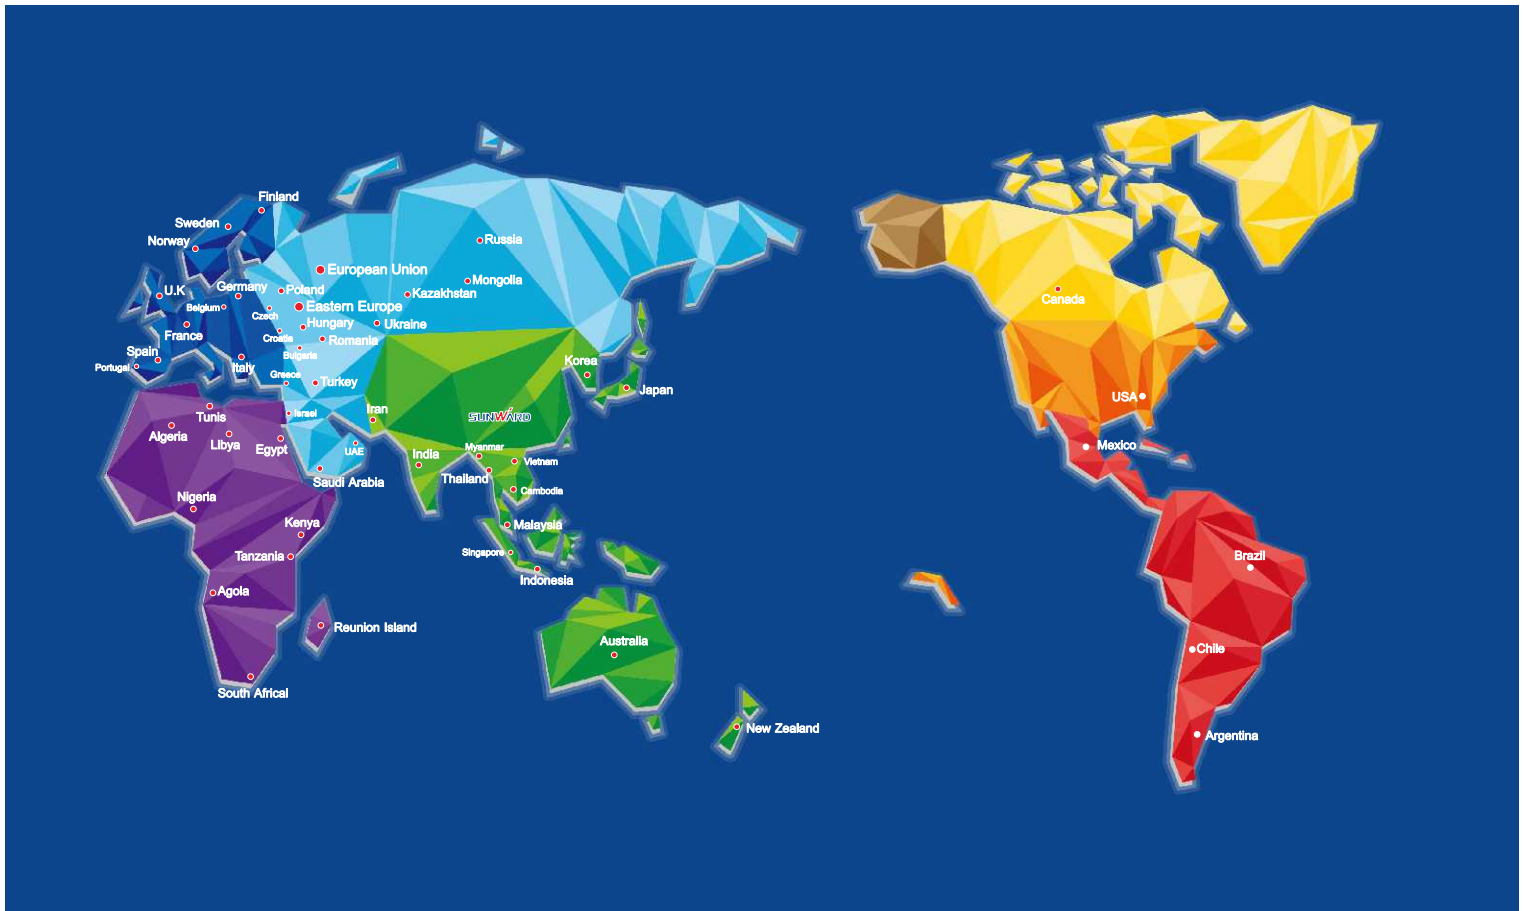 Finland
Sweden
Norway
Russia
European Union
Mongolla
U.K
Germany
Poland
Kazakhstan
Canada
Belgium
Eastern Europe
Czech
Hungary
Ukraine
France
Croatia
Romania
Spain
Bulgaria
Portugal
Italy
Korea
Greece
Turkey
Japan
USA
Tunis
Israel
Iran
SUNWARD
Algeria
Libya
Egypt
UAE
India
Myanmar
Mexico
Vietnam
Saudi Arabia
Thailand
Cambodia
Nigeria
Kenya
Malaysia
Tanzania
Singapore
Brazil
Indonesia
Agola
Reunion Island
Australia
Chile
South Africal
New Zealand
Argentina